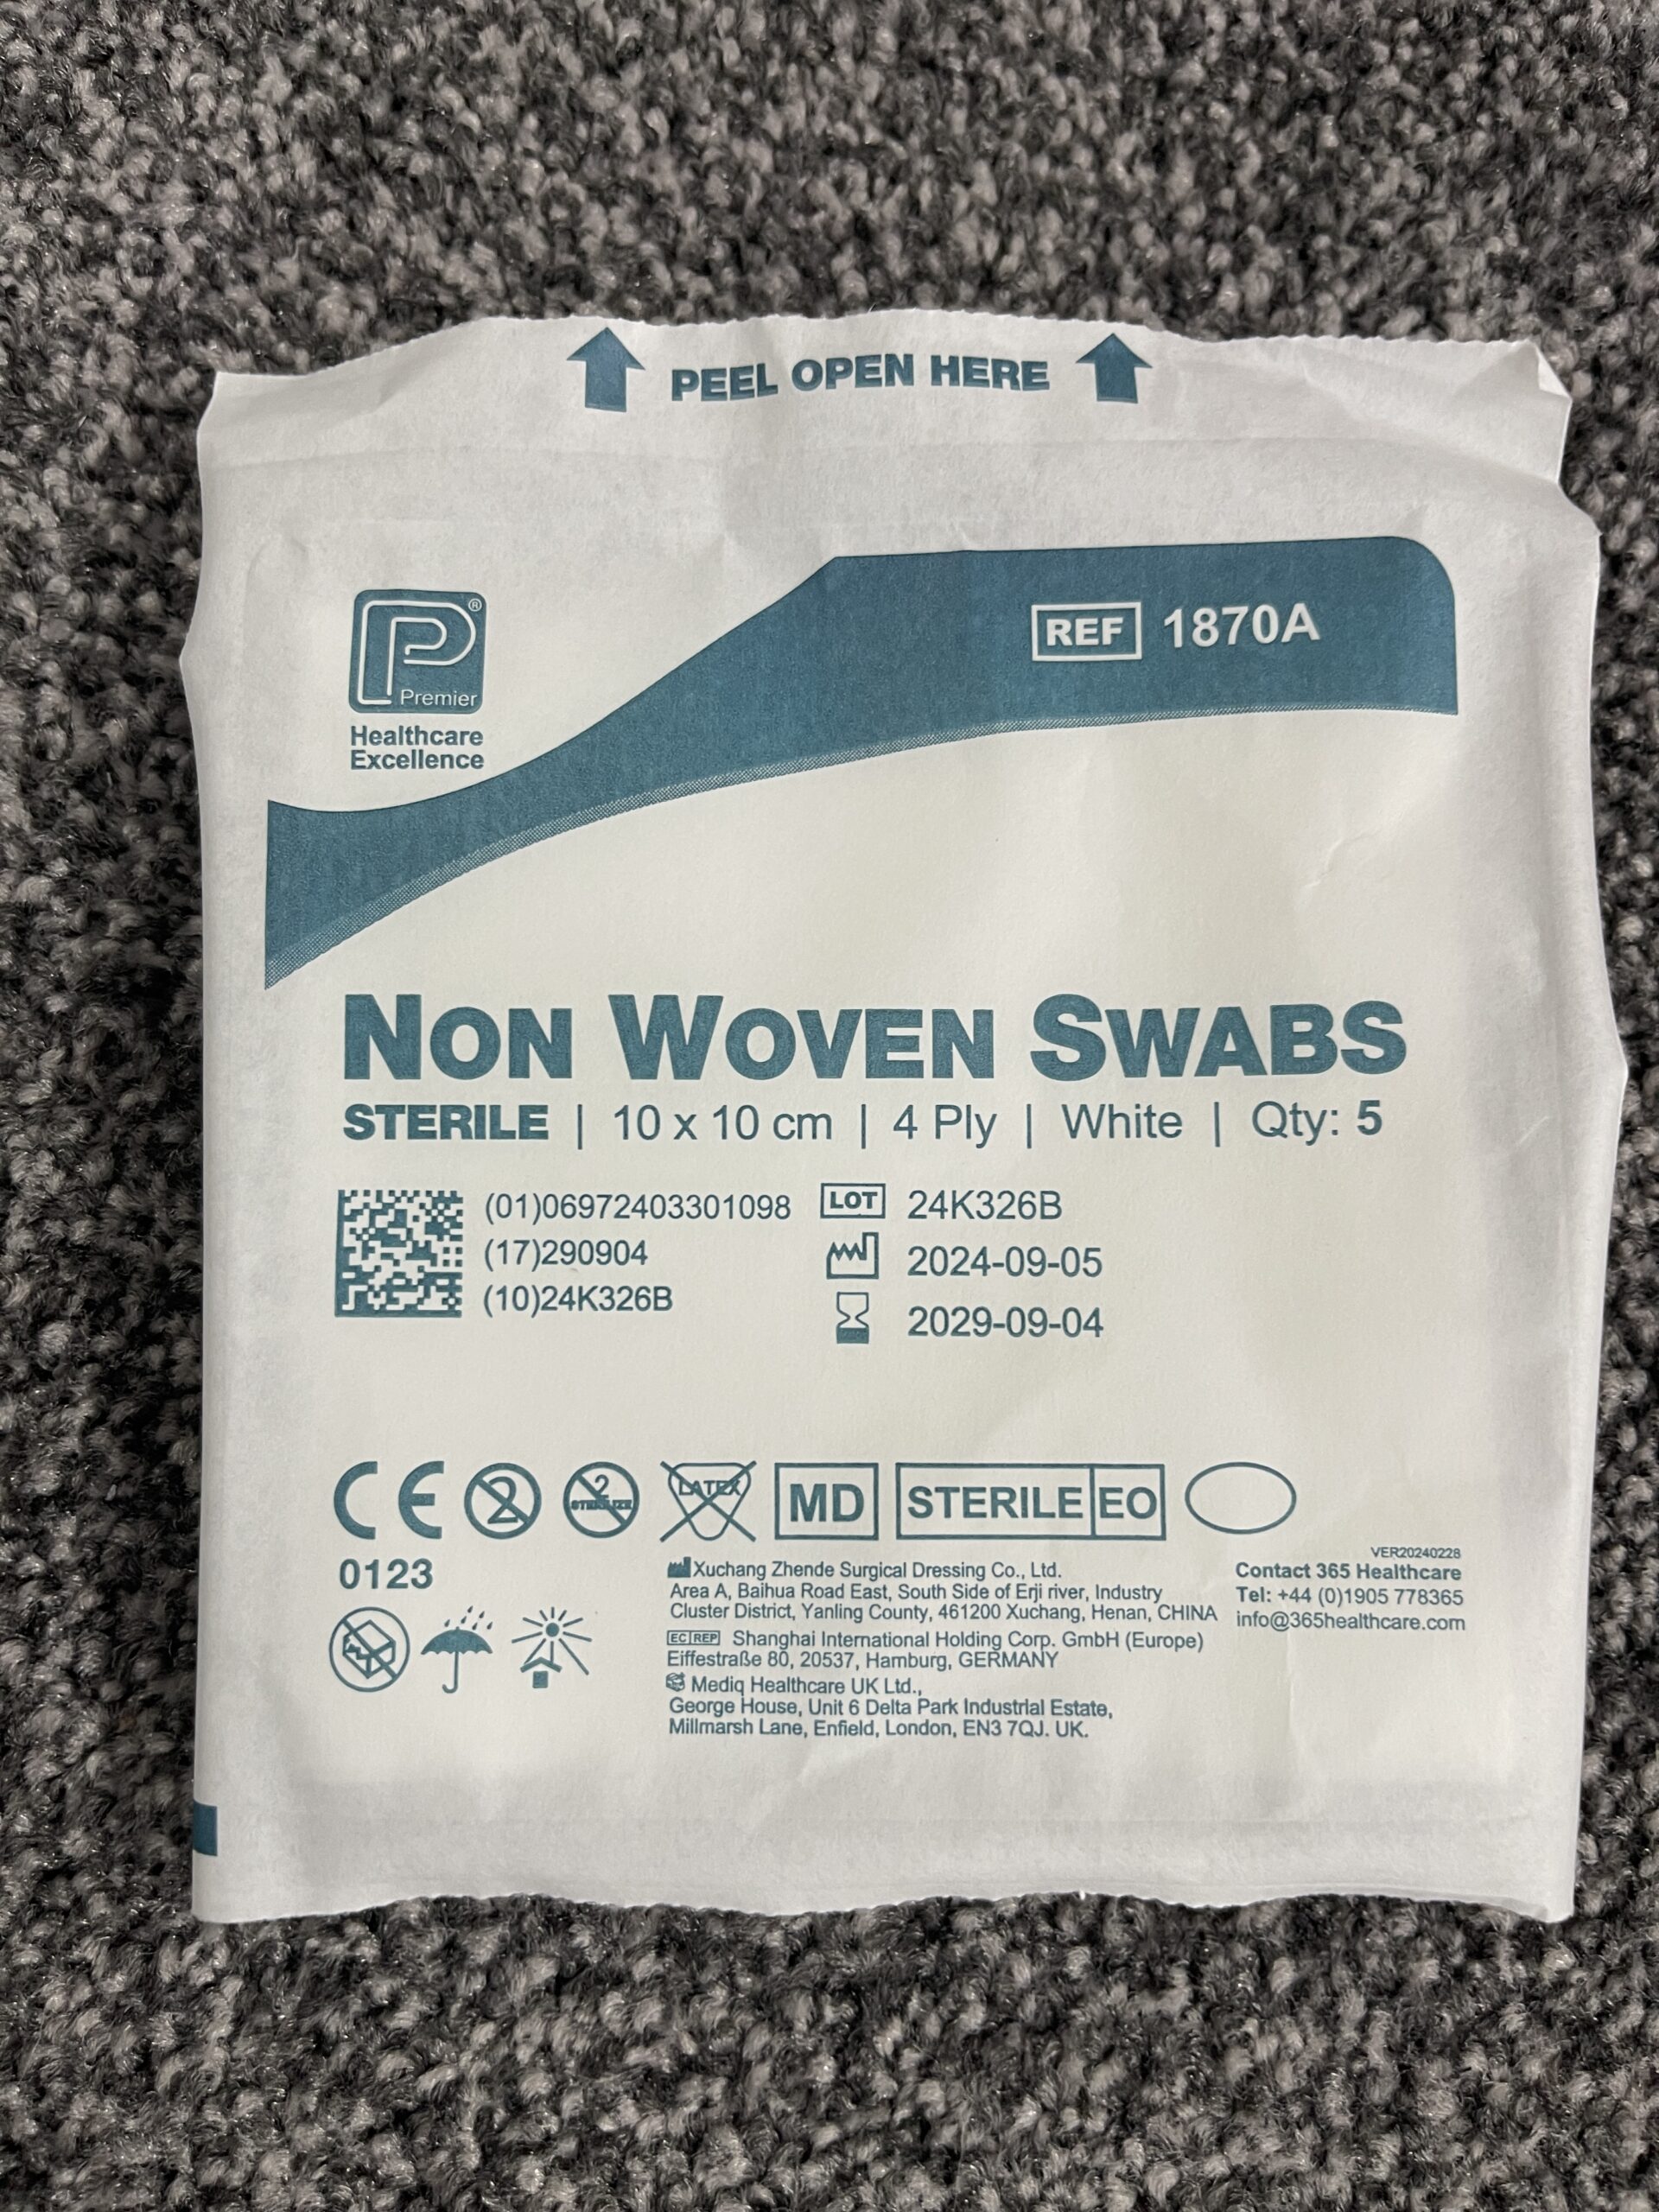 PEEL OPEN HERE
P®
Premier
Healthcare
Excellence
REF 1870A
NON WOVEN SWABS
STERILE | 10 x 10 cm | 4 Ply | White | Qty: 5
(01)06972403301098
(17)290904
(10)24K326B
LOT 24K326B
2024-09-05
2029-09-04
CE
0123
2
2
STERILIZE
LATEX
MD
STERILE EO
VER20240228
Xuchang Zhende Surgical Dressing Co., Ltd.
Area A, Baihua Road East, South Side of Erji river, Industry
Cluster District, Yanling County, 461200 Xuchang, Henan, CHINA
EC REP Shanghai International Holding Corp. GmbH (Europe)
Eiffestraße 80, 20537, Hamburg, GERMANY
Mediq Healthcare UK Ltd.,
George House, Unit 6 Delta Park Industrial Estate,
Millmarsh Lane, Enfield, London, EN3 7QJ. UK.
Contact 365 Healthcare
Tel: +44 (0)1905 778365
info@365healthcare.com